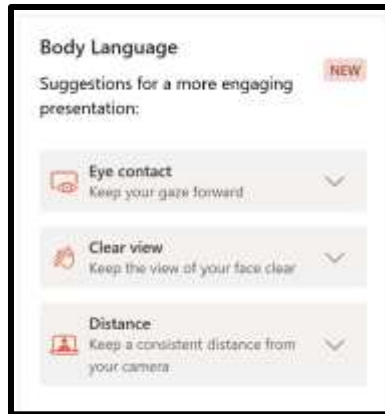 Body Language
NEW
Suggestions for a more engaging
presentation:
Eye contact
Keep your gaze forward
Clear view
Keep the view of your face clear
Distance
Keep a consistent distance from
your camera